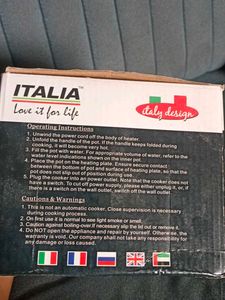 ITALIA
Love it for life
italy design
Operating Instructions
1. Unwind the power cord off the body of heater.
2. Unfold the handle of the pot. If the handle keeps folded during
cooking, it will become very hot.
3. Fill the pot with water. For appropriate volume of water, refer to the
water level indications shown on the inner pot.
4. Place the pot on the heating plate. Ensure secure contact
between the bottom of pot and surface of heating plate, so that the
pot does not slip out of position during use.
5. Plug the cooker into an power outlet. Note that the cooker does not
have a switch. To cut off power supply, please either unplug it, or, if
there is a switch on the wall outlet, switch off the outlet.
Cautions & Warnings
1. This is not an automatic cooker. Close supervision is necessary
during cooking process.
2. On first use it is normal to see light smoke or smell.
3. Caution against boiling-over if necessary slip the lid out or remove it.
4. DO NOT open the appliance and repair by yourself. Otherwise, the
warranty is void. Our company shall not take any responsibility for
any damage or loss caused.